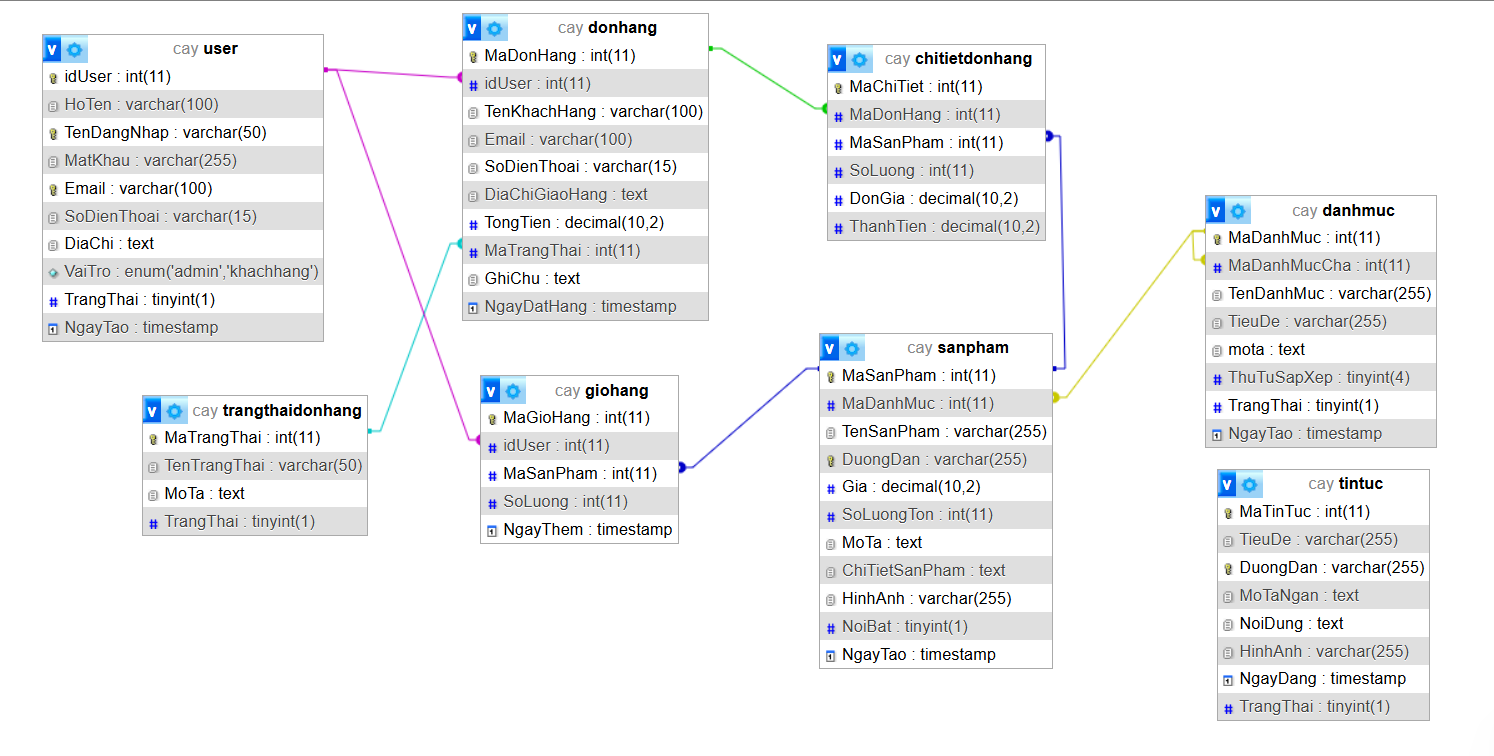 cay user
idUser : int(11)
HoTen : varchar(100)
TenDangNhap : varchar(50)
MatKhau : varchar(255)
Email : varchar(100)
SoDienThoai : varchar(15)
DiaChi : text
VaiTro : enum('admin','khachhang')
TrangThai : tinyint(1)
NgayTao : timestamp
cay trangthaidonhang
MaTrangThai : int(11)
TenTrangThai : varchar(50)
MoTa : text
TrangThai : tinyint(1)
cay donhang
MaDonHang : int(11)
idUser : int(11)
TenKhachHang : varchar(100)
Email : varchar(100)
SoDienThoai : varchar(15)
DiaChiGiaoHang : text
TongTien : decimal(10,2)
MaTrangThai : int(11)
GhiChu : text
NgayDatHang : timestamp
cay giohang
MaGioHang : int(11)
idUser : int(11)
MaSanPham : int(11)
SoLuong : int(11)
NgayThem : timestamp
cay chitietdonhang
MaChiTiet : int(11)
MaDonHang : int(11)
MaSanPham : int(11)
SoLuong : int(11)
DonGia : decimal(10,2)
ThanhTien : decimal(10,2)
cay sanpham
MaSanPham : int(11)
MaDanhMuc : int(11)
TenSanPham : varchar(255)
DuongDan : varchar(255)
Gia : decimal(10,2)
SoLuongTon : int(11)
MoTa : text
ChiTietSanPham : text
HinhAnh : varchar(255)
NoiBat : tinyint(1)
NgayTao : timestamp
cay danhmuc
MaDanhMuc : int(11)
MaDanhMucCha : int(11)
TenDanhMuc : varchar(255)
TieuDe : varchar(255)
mota : text
ThuTuSapXep : tinyint(4)
TrangThai : tinyint(1)
NgayTao : timestamp
cay tintuc
MaTinTuc : int(11)
TieuDe : varchar(255)
DuongDan : varchar(255)
MoTaNgan : text
NoiDung : text
HinhAnh : varchar(255)
NgayDang : timestamp
TrangThai : tinyint(1)